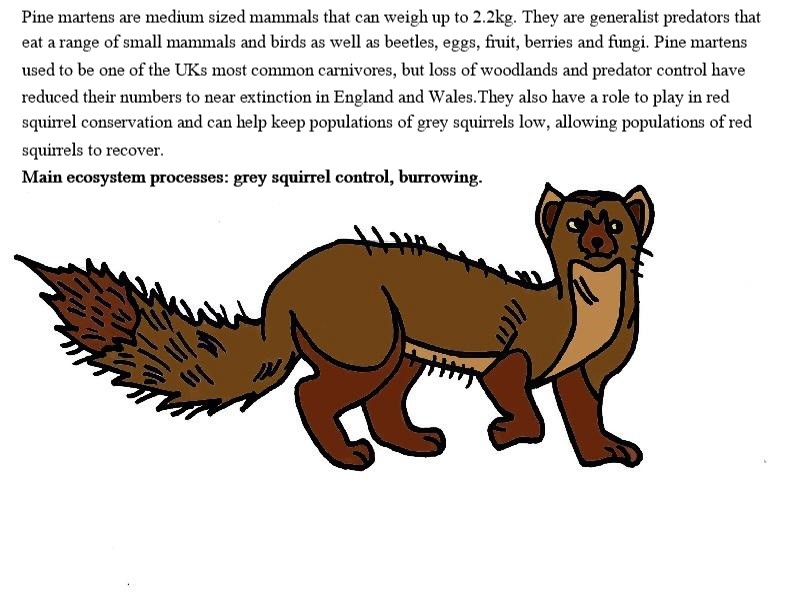 Pine martens are medium sized mammals that can weigh up to 2.2kg. They are generalist predators that
eat a range of small mammals and birds as well as beetles, eggs, fruit, berries and fungi. Pine martens
used to be one of the UKs most common carnivores, but loss of woodlands and predator control have
reduced their numbers to near extinction in England and Wales.They also have a role to play in red
squirrel conservation and can help keep populations of grey squirrels low, allowing populations of red
squirrels to recover.
Main ecosystem processes: grey squirrel control, burrowing.